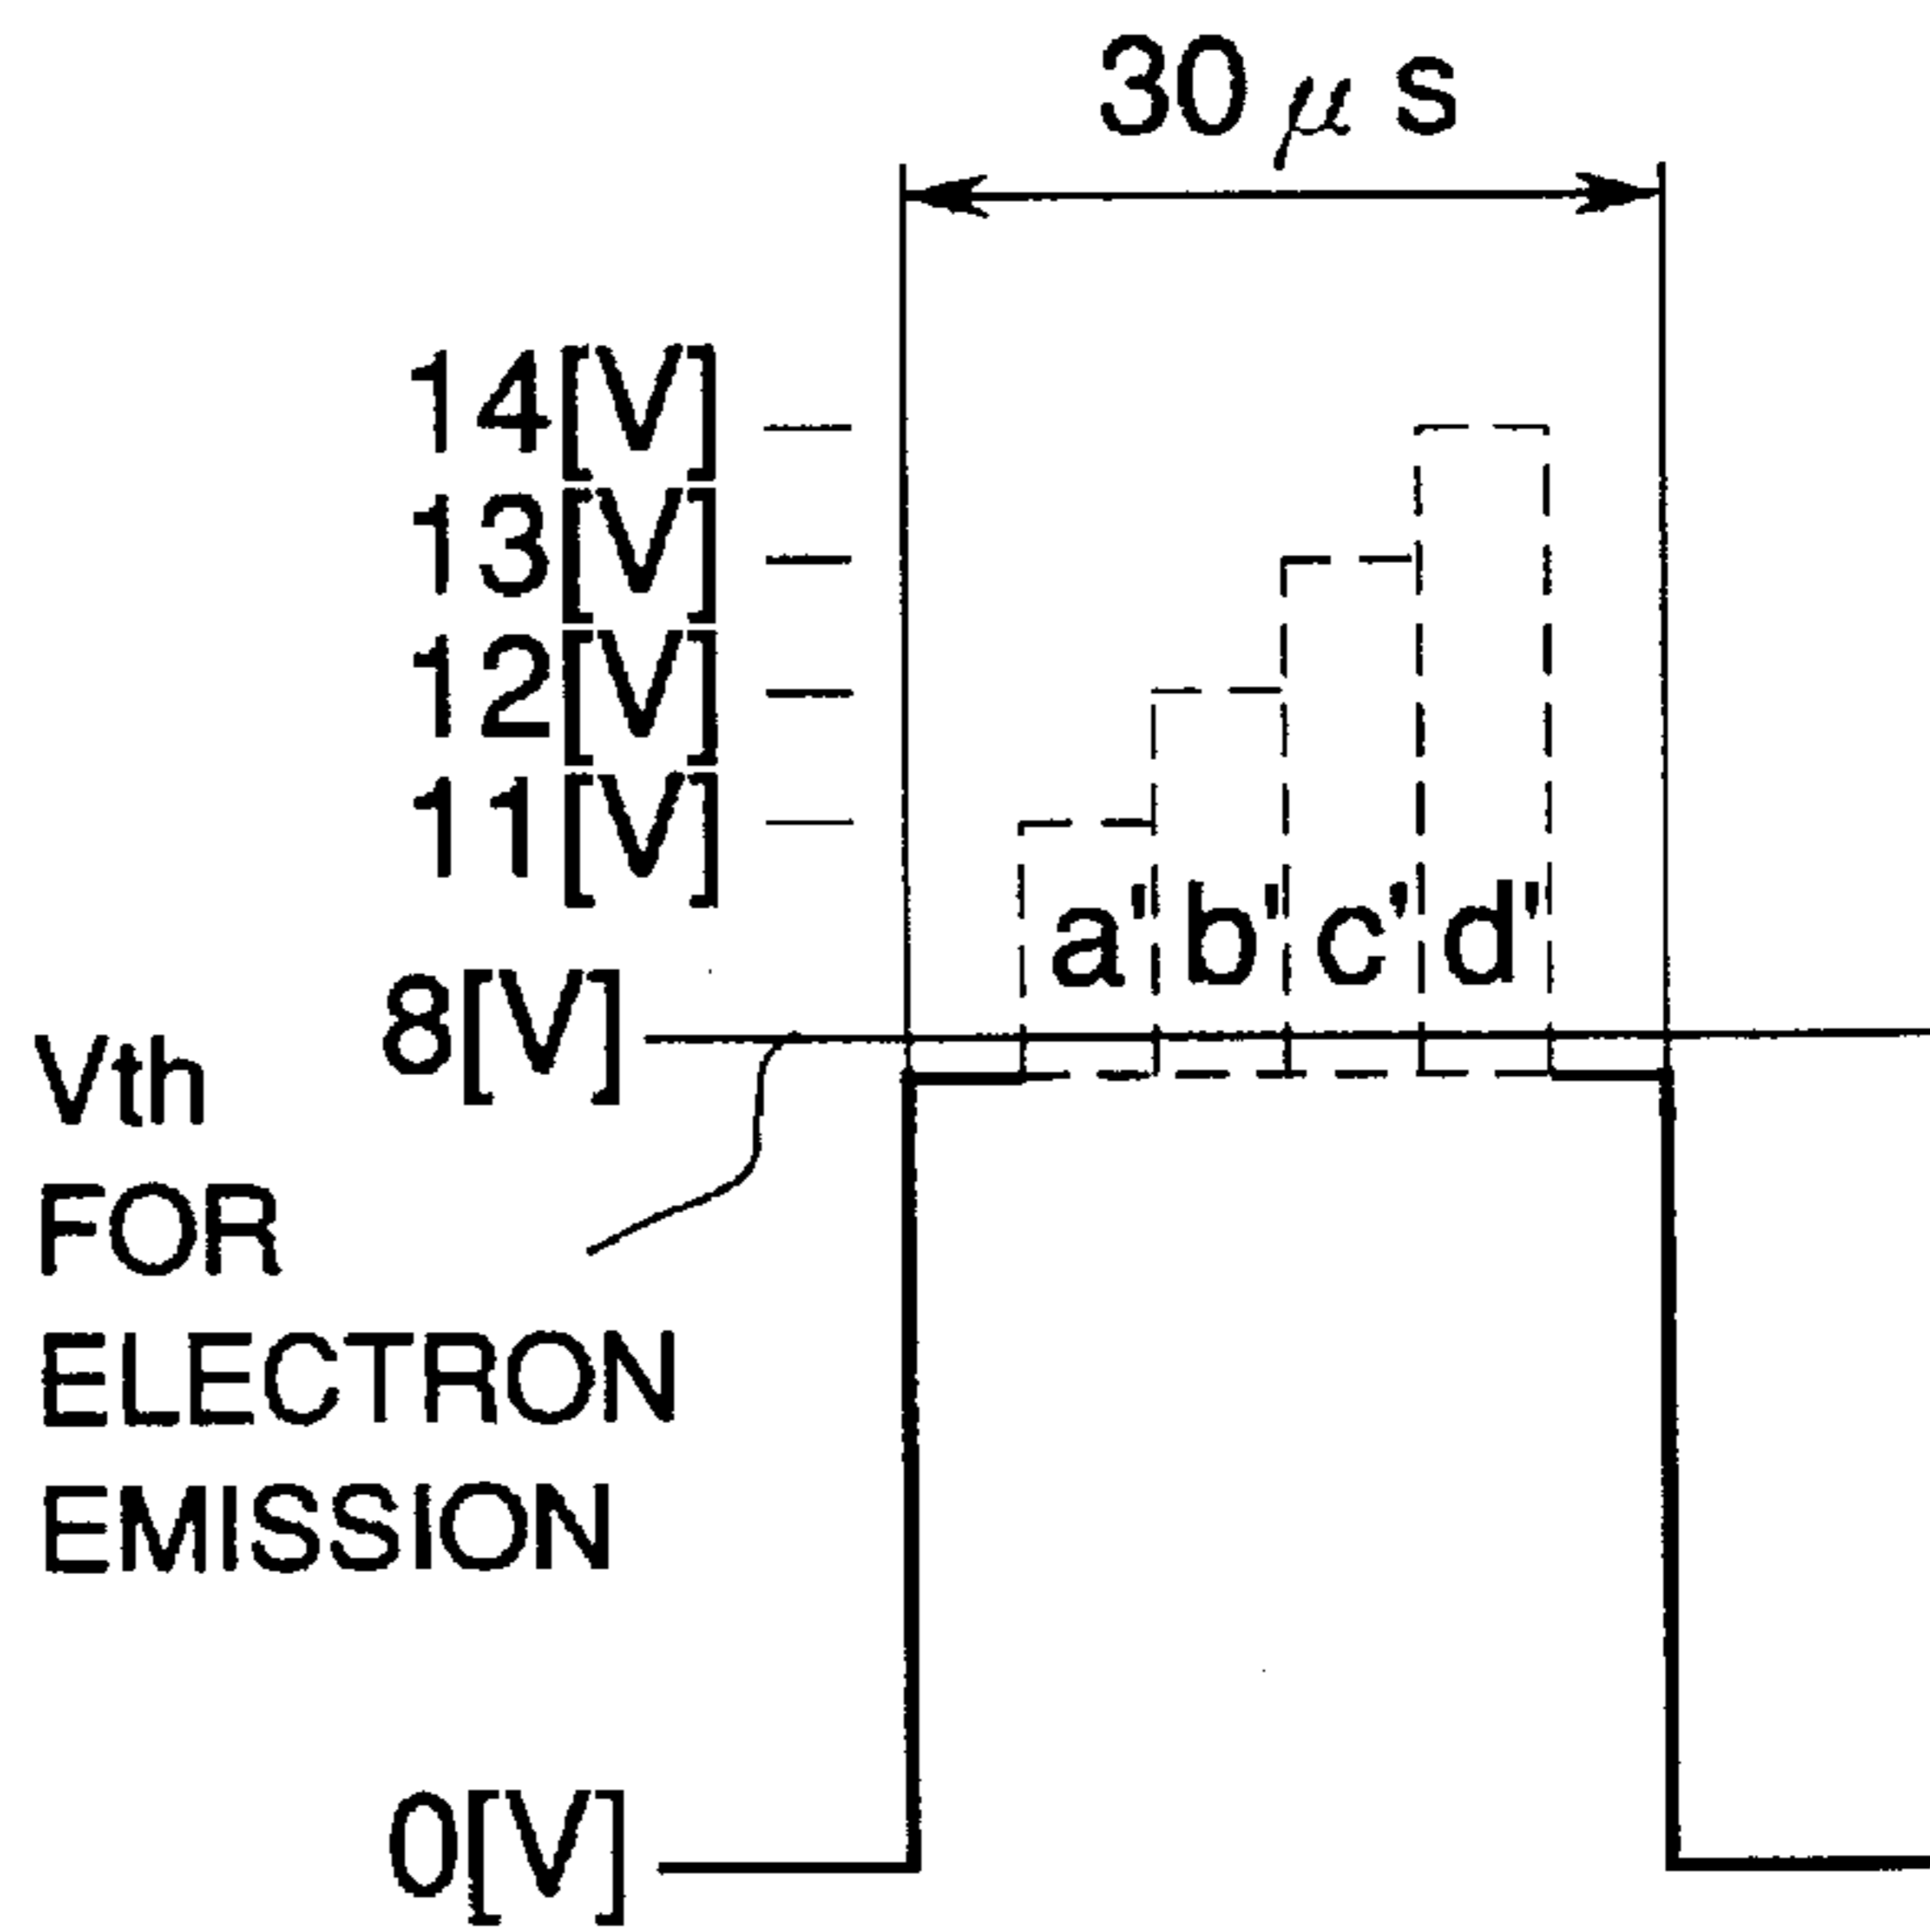 30 μ s
14[V]
13[V]
12[V]
11[V]
a' b' c' d'
8[V]
Vth
FOR
ELECTRON
EMISSION
0[V]